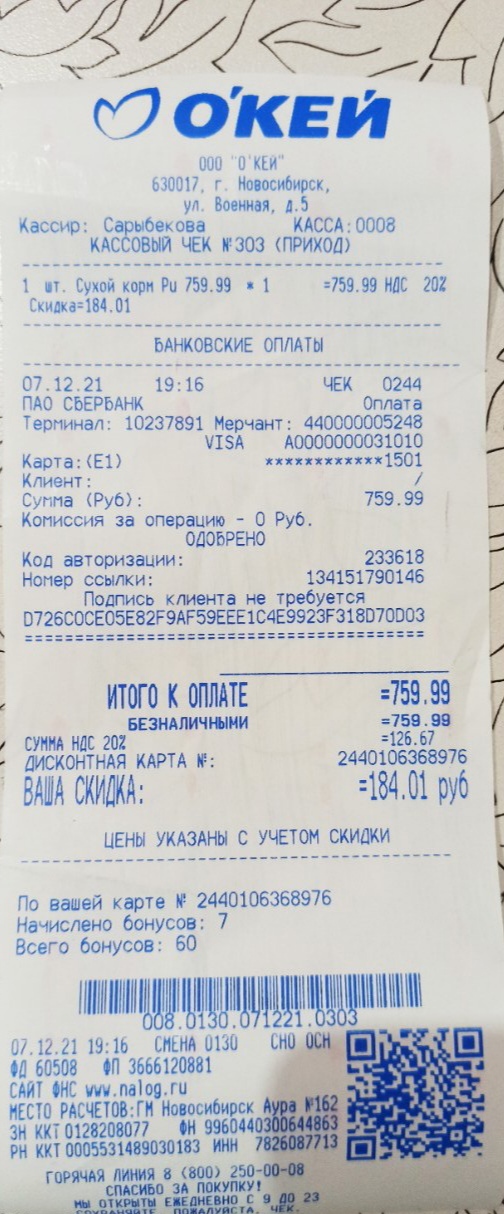 О'КЕЙ
ООО "О'КЕЙ"
630017, г. Новосибирск,
ул. Военная, д.5
Кассир: Сарыбекова КАССА:0008
КАССОВЫЙ ЧЕК №303 (ПРИХОД)
1 шт. Сухой корм Pu 759.99 * 1 =759.99 НДС 20%
Скидка=184.01
БАНКОВСКИЕ ОПЛАТЫ
07.12.21 19:16 ЧЕК 0244
ПАО СБЕРБАНК Оплата
Терминал: 10237891 Мерчант: 440000005248
VISA A0000000031010
Карта:(E1) ************1501
Клиент: /
Сумма (Руб): 759.99
Комиссия за операцию - 0 Руб.
ОДОБРЕНО
Код авторизации: 233618
Номер ссылки: 134151790146
Подпись клиента не требуется
D726C0CE05E82F9AF59EEE1C4E9923F318D70D03
========================================
ИТОГО К ОПЛАТЕ =759.99
БЕЗНАЛИЧНЫМИ =759.99
СУММА НДС 20% =126.67
ДИСКОНТНАЯ КАРТА №: 2440106368976
ВАША СКИДКА: =184.01 руб
ЦЕНЫ УКАЗАНЫ С УЧЕТОМ СКИДКИ
По вашей карте № 2440106368976
Начислено бонусов: 7
Всего бонусов: 60
008.0130.071221.0303
07.12.21 19:16 СМЕНА 0130 СНО ОСН
ФД 60508 ФП 3666120881
САЙТ ФНС www.nalog.ru
МЕСТО РАСЧЕТОВ:ГМ Новосибирск Аура №162
ЗН ККТ 0128208077 ФН 9960440300644863
РН ККТ 0005531489030183 ИНН 7826087713
ГОРЯЧАЯ ЛИНИЯ 8 (800) 250-00-08
СПАСИБО ЗА ПОКУПКУ!
МЫ ОТКРЫТЫ ЕЖЕДНЕВНО С 9 ДО 23
СОХРАНЯЙТЕ, ПОЖАЛУЙСТА, ЧЕК.